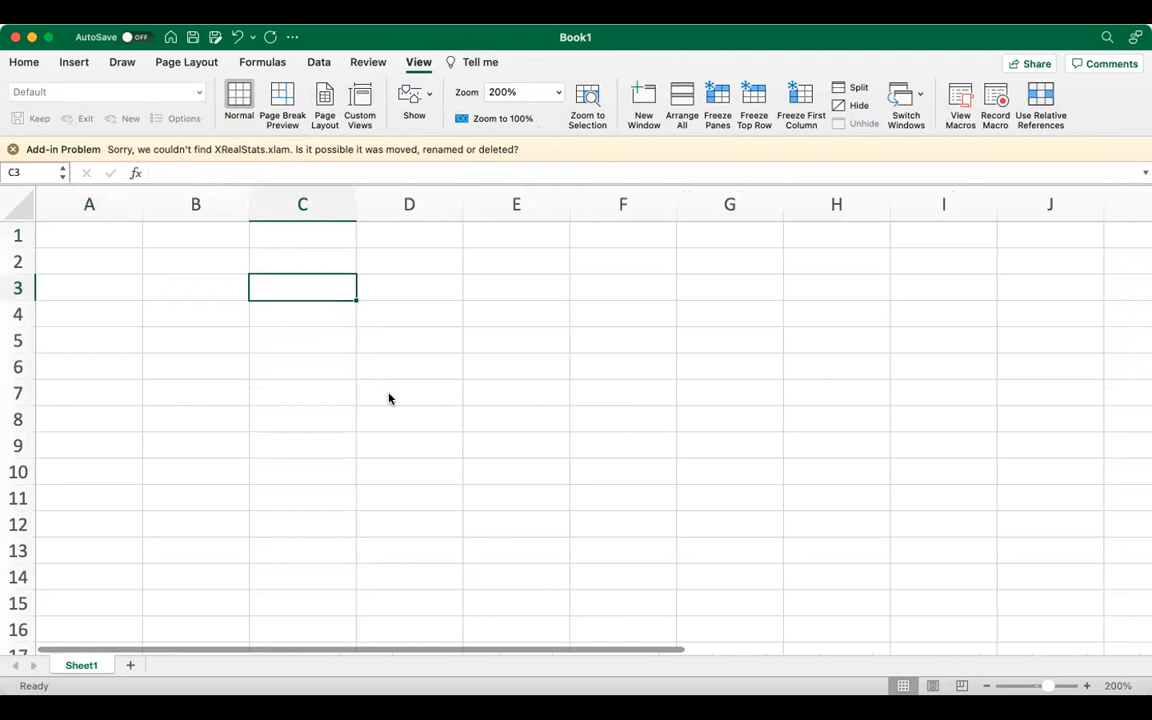 AutoSave OFF Book1
Home Insert Draw Page Layout Formulas Data Review View Tell me Share Comments
Default Zoom 200% Split
Keep Exit New Options Normal Page Break Preview Page Layout Custom Views Show Zoom to 100% Zoom to Selection New Window Arrange All Freeze Panes Freeze Top Row Freeze First Column Hide Unhide Switch Windows View Macros Record Macro Use Relative References
Add-in Problem Sorry, we couldn't find XRealStats.xlam. Is it possible it was moved, renamed or deleted?
C3 fx
A B C D E F G H I J
1
2
3
4
5
6
7
8
9
10
11
12
13
14
15
16
17
Sheet1
Ready 200%